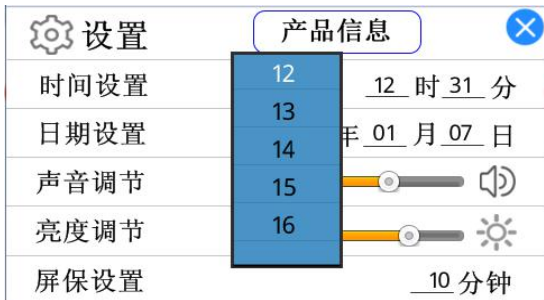 设置 产品信息
时间设置 12 时 31 分
日期设置 年 01 月 07 日
声音调节
亮度调节
屏保设置 10 分钟
12
13
14
15
16